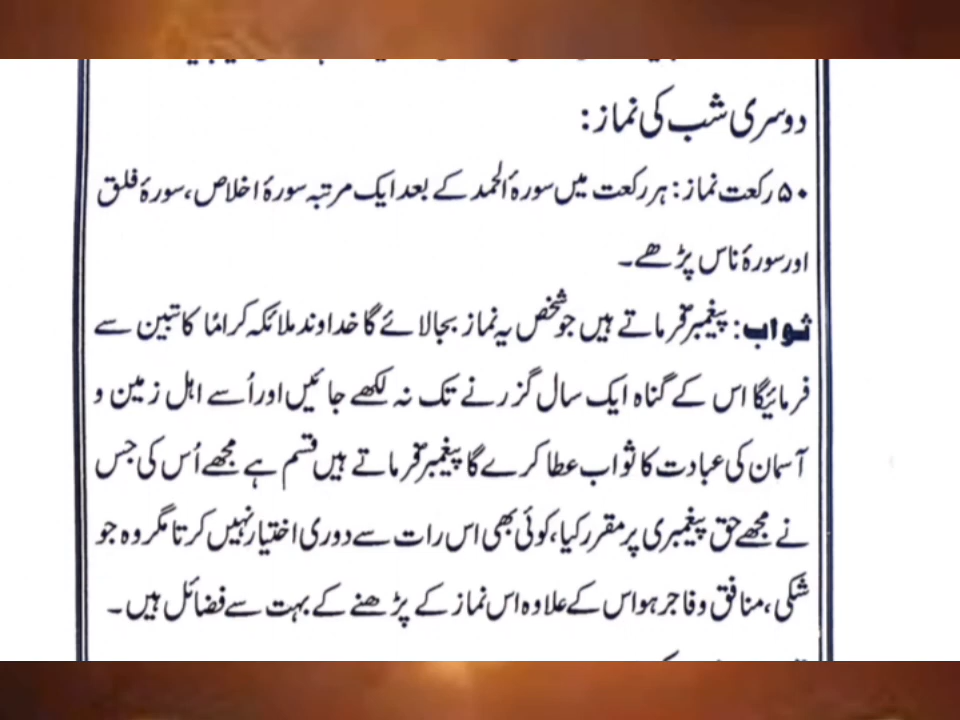 دوسری شب کی نماز:
۵۰ رکعت نماز: ہر رکعت میں سورۂ الحمد کے بعد ایک مرتبہ سورۂ اخلاص، سورۂ فلق
اور سورۂ ناس پڑھے۔
ثواب: پیغمبرؐ فرماتے ہیں جو شخص یہ نماز بجا لائے گا خداوند ملائکہ کرامًا کاتبین سے
فرمائیگا اس کے گناہ ایک سال گزرنے تک نہ لکھے جائیں اور اُسے اہل زمین و
آسمان کی عبادت کا ثواب عطا کرے گا پیغمبرؐ فرماتے ہیں قسم ہے مجھے اُس کی جس
نے مجھے حق پیغمبری پر مقرر کیا، کوئی بھی اس رات سے دوری اختیار نہیں کرتا مگر وہ جو
شکی، منافق و فاجر ہو اس کے علاوہ اس نماز کے پڑھنے کے بہت سے فضائل ہیں۔